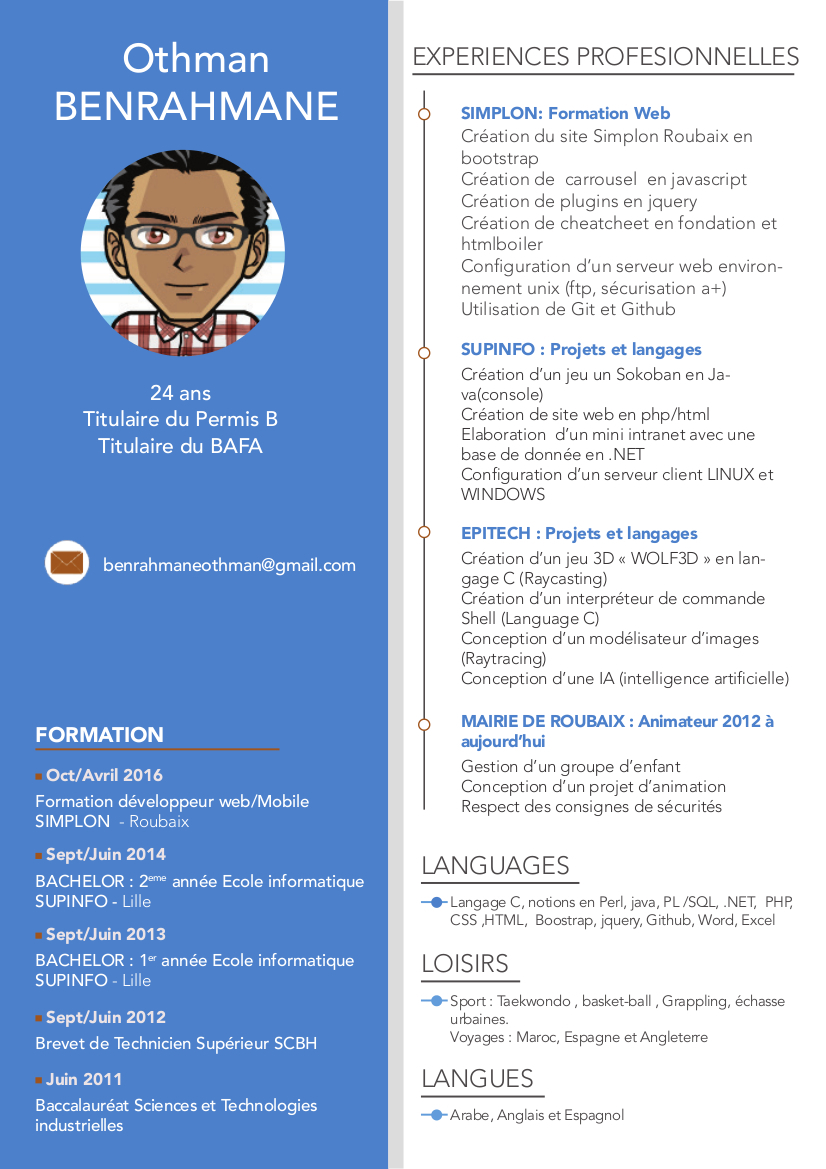 Othman
BENRAHMANE
24 ans
Titulaire du Permis B
Titulaire du BAFA
benrahmaneothman@gmail.com
FORMATION
Oct/Avril 2016
Formation développeur web/Mobile
SIMPLON - Roubaix
Sept/Juin 2014
BACHELOR : 2eme année Ecole informatique
SUPINFO - Lille
Sept/Juin 2013
BACHELOR : 1er année Ecole informatique
SUPINFO - Lille
Sept/Juin 2012
Brevet de Technicien Supérieur SCBH
Juin 2011
Baccalauréat Sciences et Technologies
industrielles
EXPERIENCES PROFESIONNELLES
SIMPLON: Formation Web
Création du site Simplon Roubaix en
bootstrap
Création de carrousel en javascript
Création de plugins en jquery
Création de cheatcheet en fondation et
htmlboiler
Configuration d’un serveur web environ-
nement unix (ftp, sécurisation a+)
Utilisation de Git et Github
SUPINFO : Projets et langages
Création d’un jeu un Sokoban en Ja-
va(console)
Création de site web en php/html
Elaboration d’un mini intranet avec une
base de donnée en .NET
Configuration d’un serveur client LINUX et
WINDOWS
EPITECH : Projets et langages
Création d’un jeu 3D « WOLF3D » en lan-
gage C (Raycasting)
Création d’un interpréteur de commande
Shell (Language C)
Conception d’un modélisateur d’images
(Raytracing)
Conception d’une IA (intelligence artificielle)
MAIRIE DE ROUBAIX : Animateur 2012 à
aujourd’hui
Gestion d’un groupe d’enfant
Conception d’un projet d’animation
Respect des consignes de sécurités
LANGUAGES
Langage C, notions en Perl, java, PL /SQL, .NET, PHP,
CSS ,HTML, Boostrap, jquery, Github, Word, Excel
LOISIRS
Sport : Taekwondo , basket-ball , Grappling, échasse
urbaines.
Voyages : Maroc, Espagne et Angleterre
LANGUES
Arabe, Anglais et Espagnol